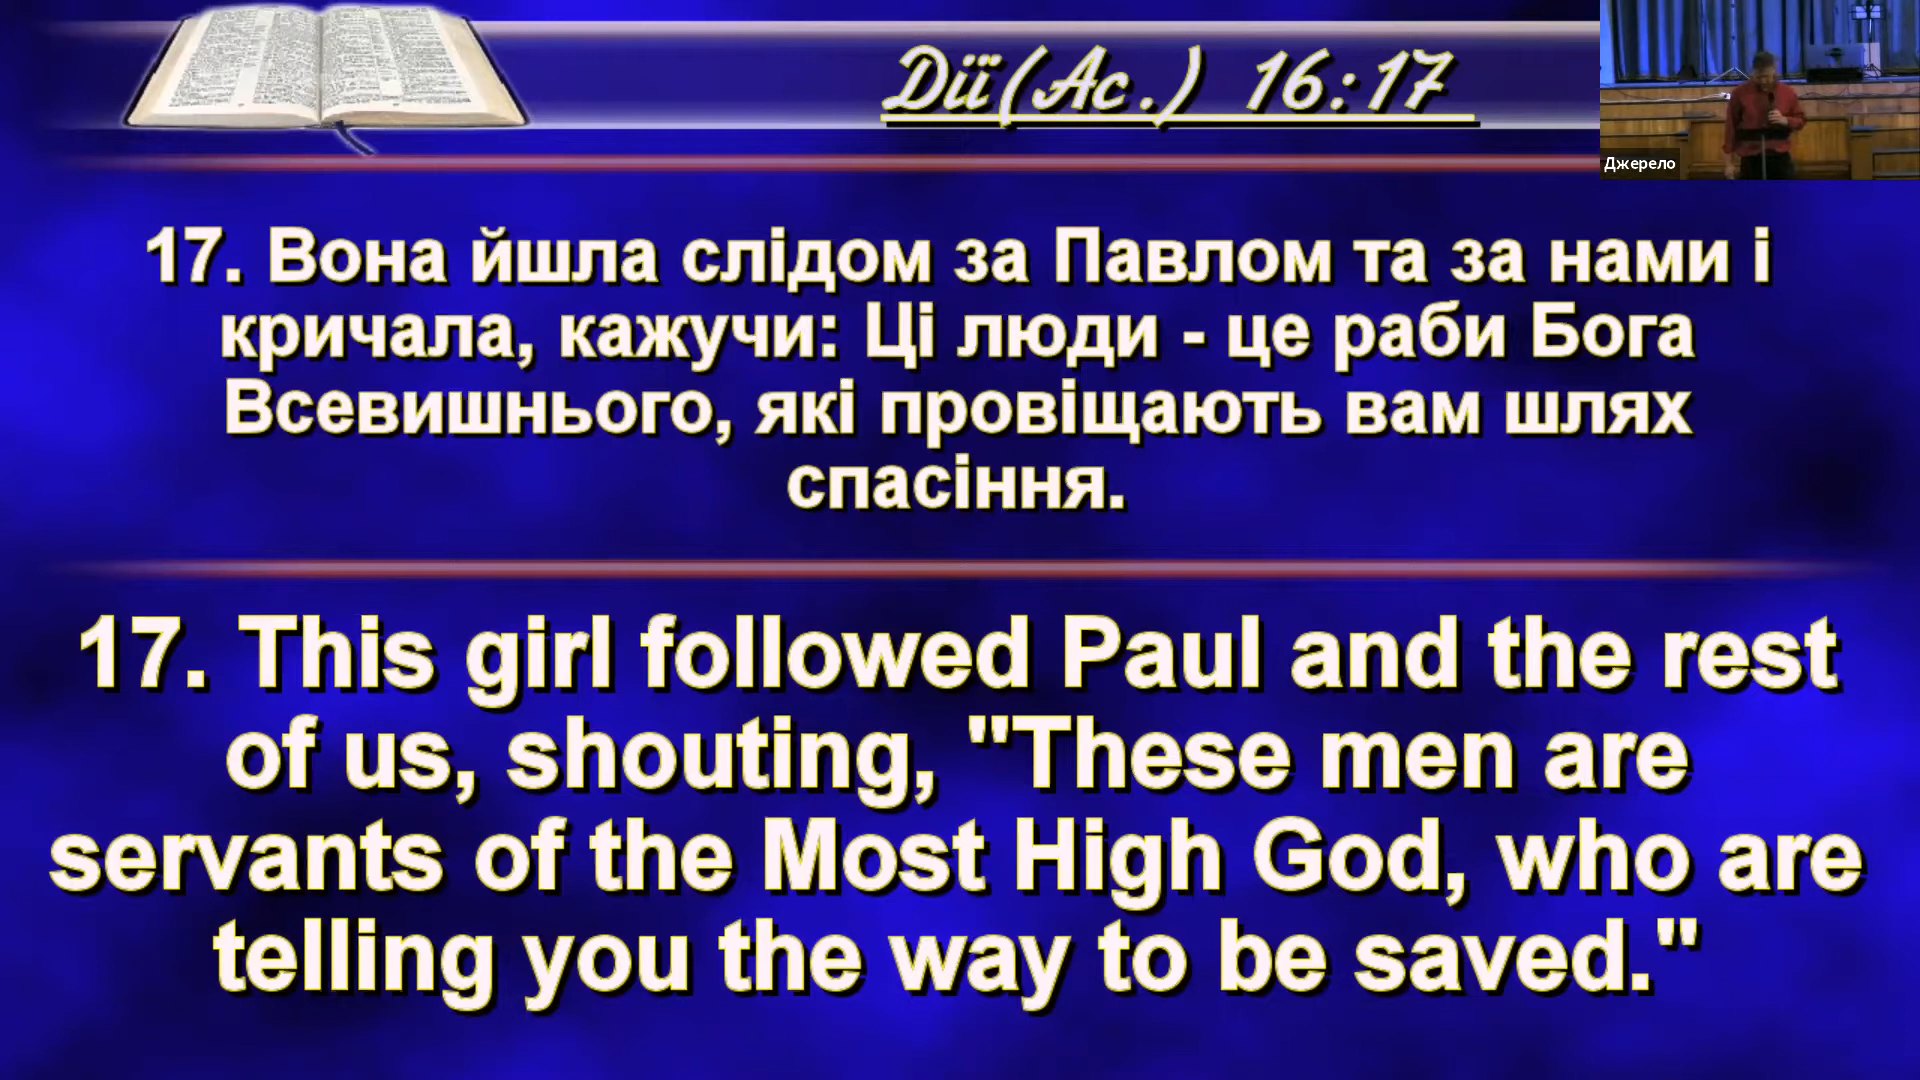 Дії(Ас.) 16:17
Джерело
17. Вона йшла слідом за Павлом та за нами і
кричала, кажучи: Ці люди - це раби Бога
Всевишнього, які провіщають вам шлях
спасіння.
17. This girl followed Paul and the rest
of us, shouting, "These men are
servants of the Most High God, who are
telling you the way to be saved."